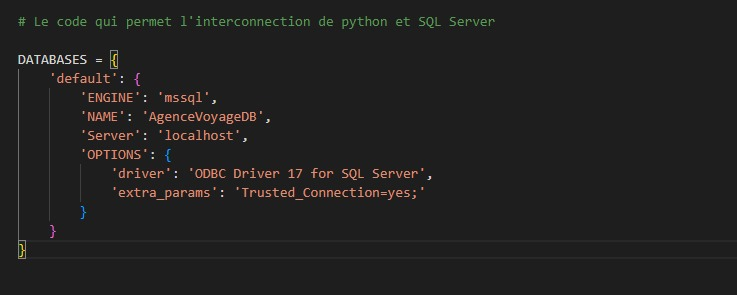 # Le code qui permet l'interconnection de python et SQL Server
DATABASES = {
    'default': {
        'ENGINE': 'mssql',
        'NAME': 'AgenceVoyageDB',
        'Server': 'localhost',
        'OPTIONS': {
            'driver': 'ODBC Driver 17 for SQL Server',
            'extra_params': 'Trusted_Connection=yes;'
        }
    }
}